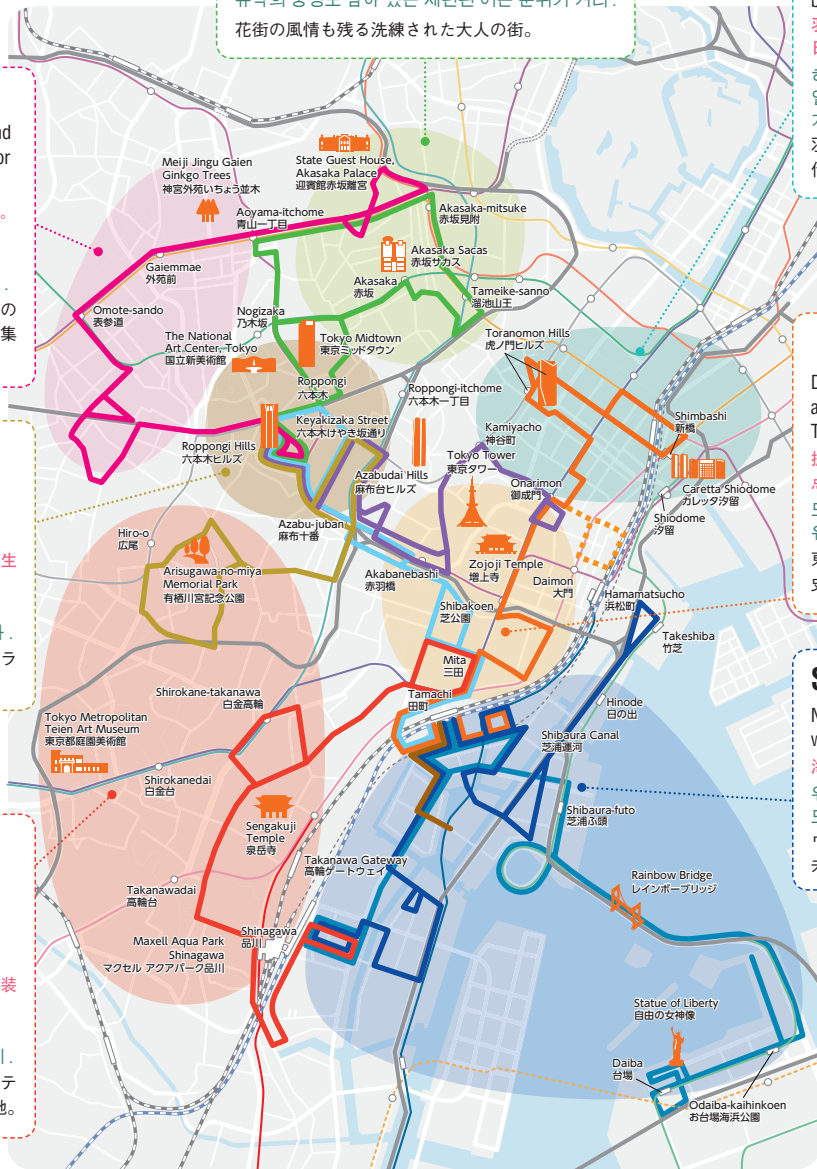 花街の風情も残る洗練された大人の街。
Meiji Jingu Gaien
Ginkgo Trees
神宮外苑いちょう並木
State Guest House,
Akasaka Palace
迎賓館赤坂離宮
Aoyama-itchome
青山一丁目
Akasaka-mitsuke
赤坂見附
Gaiemmae
外苑前
Akasaka Sacas
赤坂サカス
Akasaka
赤坂
Tameike-sanno
溜池山王
Omote-sando
表参道
Nogizaka
乃木坂
The National
Art Center, Tokyo
国立新美術館
Tokyo Midtown
東京ミッドタウン
Toranomon Hills
虎ノ門ヒルズ
Roppongi
六本木
Roppongi-itchome
六本木一丁目
Keyakizaka Street
六本木けやき坂通り
Kamiyacho
神谷町
Shimbashi
新橋
Roppongi Hills
六本木ヒルズ
Tokyo Tower
東京タワー
Azabudai Hills
麻布台ヒルズ
Onarimon
御成門
Caretta Shiodome
カレッタ汐留
Shiodome
汐留
Azabu-juban
麻布十番
Hiro-o
広尾
Arisugawa-no-miya
Memorial Park
有栖川宮記念公園
Akabanebashi
赤羽橋
Zojoji Temple
増上寺
Daimon
大門
Hamamatsucho
浜松町
Shibakoen
芝公園
Takeshiba
竹芝
Mita
三田
Shirokane-takanawa
白金高輪
Tamachi
田町
Hinode
日の出
Tokyo Metropolitan
Teien Art Museum
東京都庭園美術館
Shibaura Canal
芝浦運河
Shirokanedai
白金台
Shibaura-futo
芝浦ふ頭
Sengakuji
Temple
泉岳寺
Takanawa Gateway
高輪ゲートウェイ
Rainbow Bridge
レインボーブリッジ
Takanawadai
高輪台
Shinagawa
品川
Maxell Aqua Park
Shinagawa
マクセル アクアパーク品川
Statue of Liberty
自由の女神像
Daiba
台場
Odaiba-kaihinkoen
お台場海浜公園